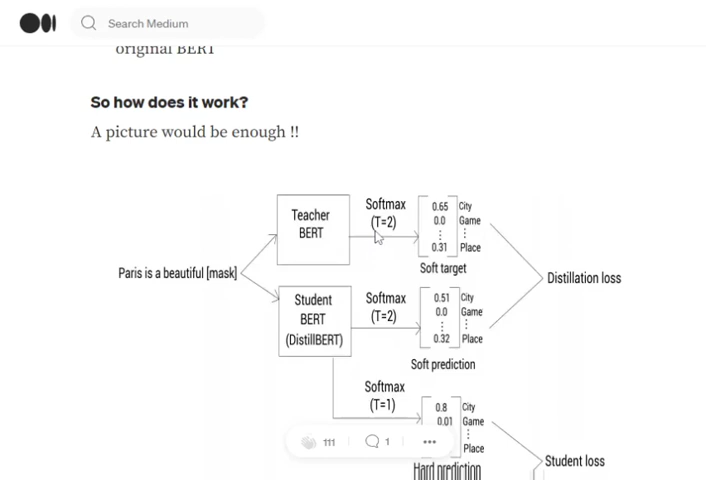 Search Medium
original BERT
So how does it work?
A picture would be enough !!
Teacher
BERT
Softmax
(T=2)
0.65 City
0.0 Game
⋮ ⋮
0.31 Place
Soft target
Paris is a beautiful [mask]
Distillation loss
Student
BERT
(DistillBERT)
Softmax
(T=2)
0.51 City
0.0 Game
⋮ ⋮
0.32 Place
Soft prediction
Softmax
(T=1)
0.8 City
0.01 Game
⋮
Place
111 1
Student loss
Hard prediction